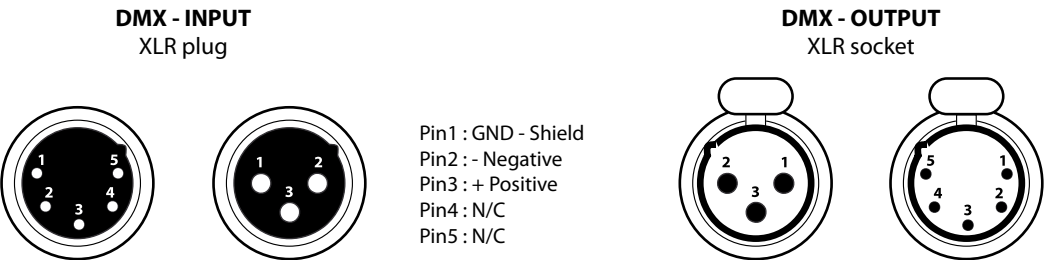 DMX - INPUT
XLR plug
DMX - OUTPUT
XLR socket
1 5
2 4
3
1 2
3
Pin1 : GND - Shield
Pin2 : - Negative
Pin3 : + Positive
Pin4 : N/C
Pin5 : N/C
2 1
3
5 1
4 2
3